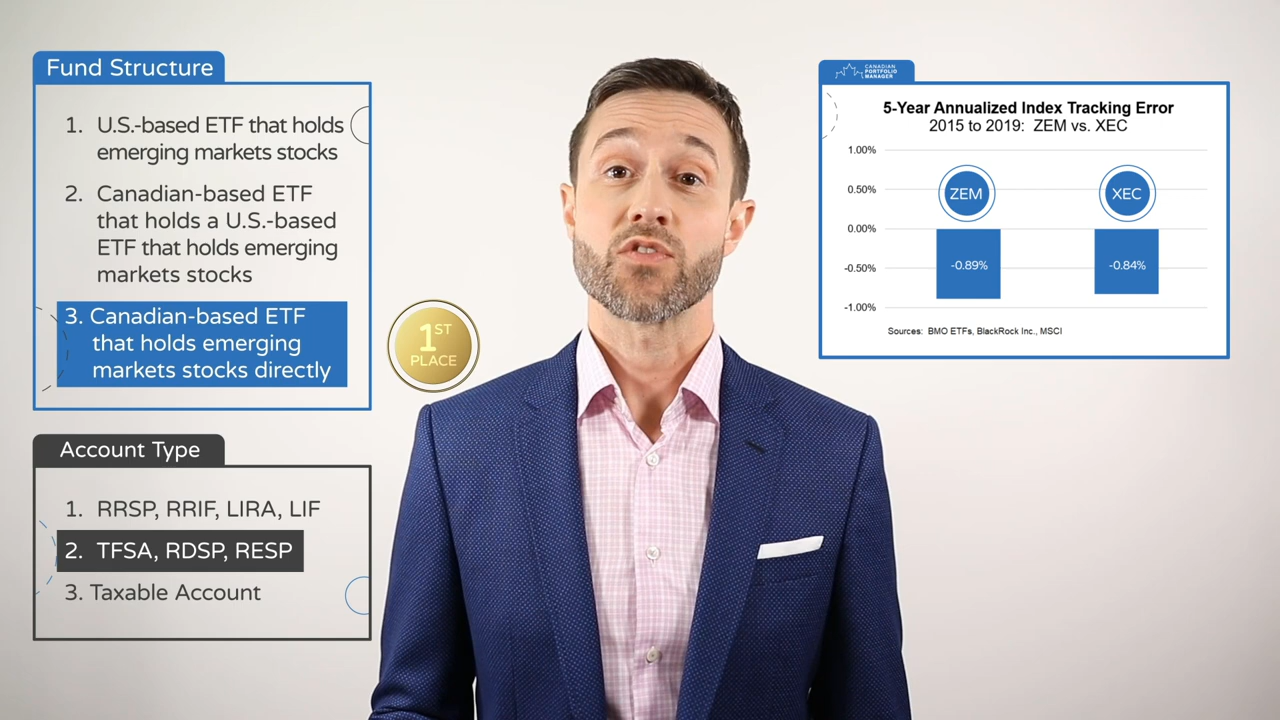 Fund Structure
1. U.S.-based ETF that holds
emerging markets stocks
2. Canadian-based ETF
that holds a U.S.-based
ETF that holds emerging
markets stocks
3. Canadian-based ETF
that holds emerging
markets stocks directly
1ST
PLACE
Account Type
1. RRSP, RRIF, LIRA, LIF
2. TFSA, RDSP, RESP
3. Taxable Account
CANADIAN
PORTFOLIO
MANAGER
5-Year Annualized Index Tracking Error
2015 to 2019: ZEM vs. XEC
1.00%
0.50%
0.00%
-0.50%
-1.00%
ZEM
XEC
-0.89%
-0.84%
Sources: BMO ETFs, BlackRock Inc., MSCI